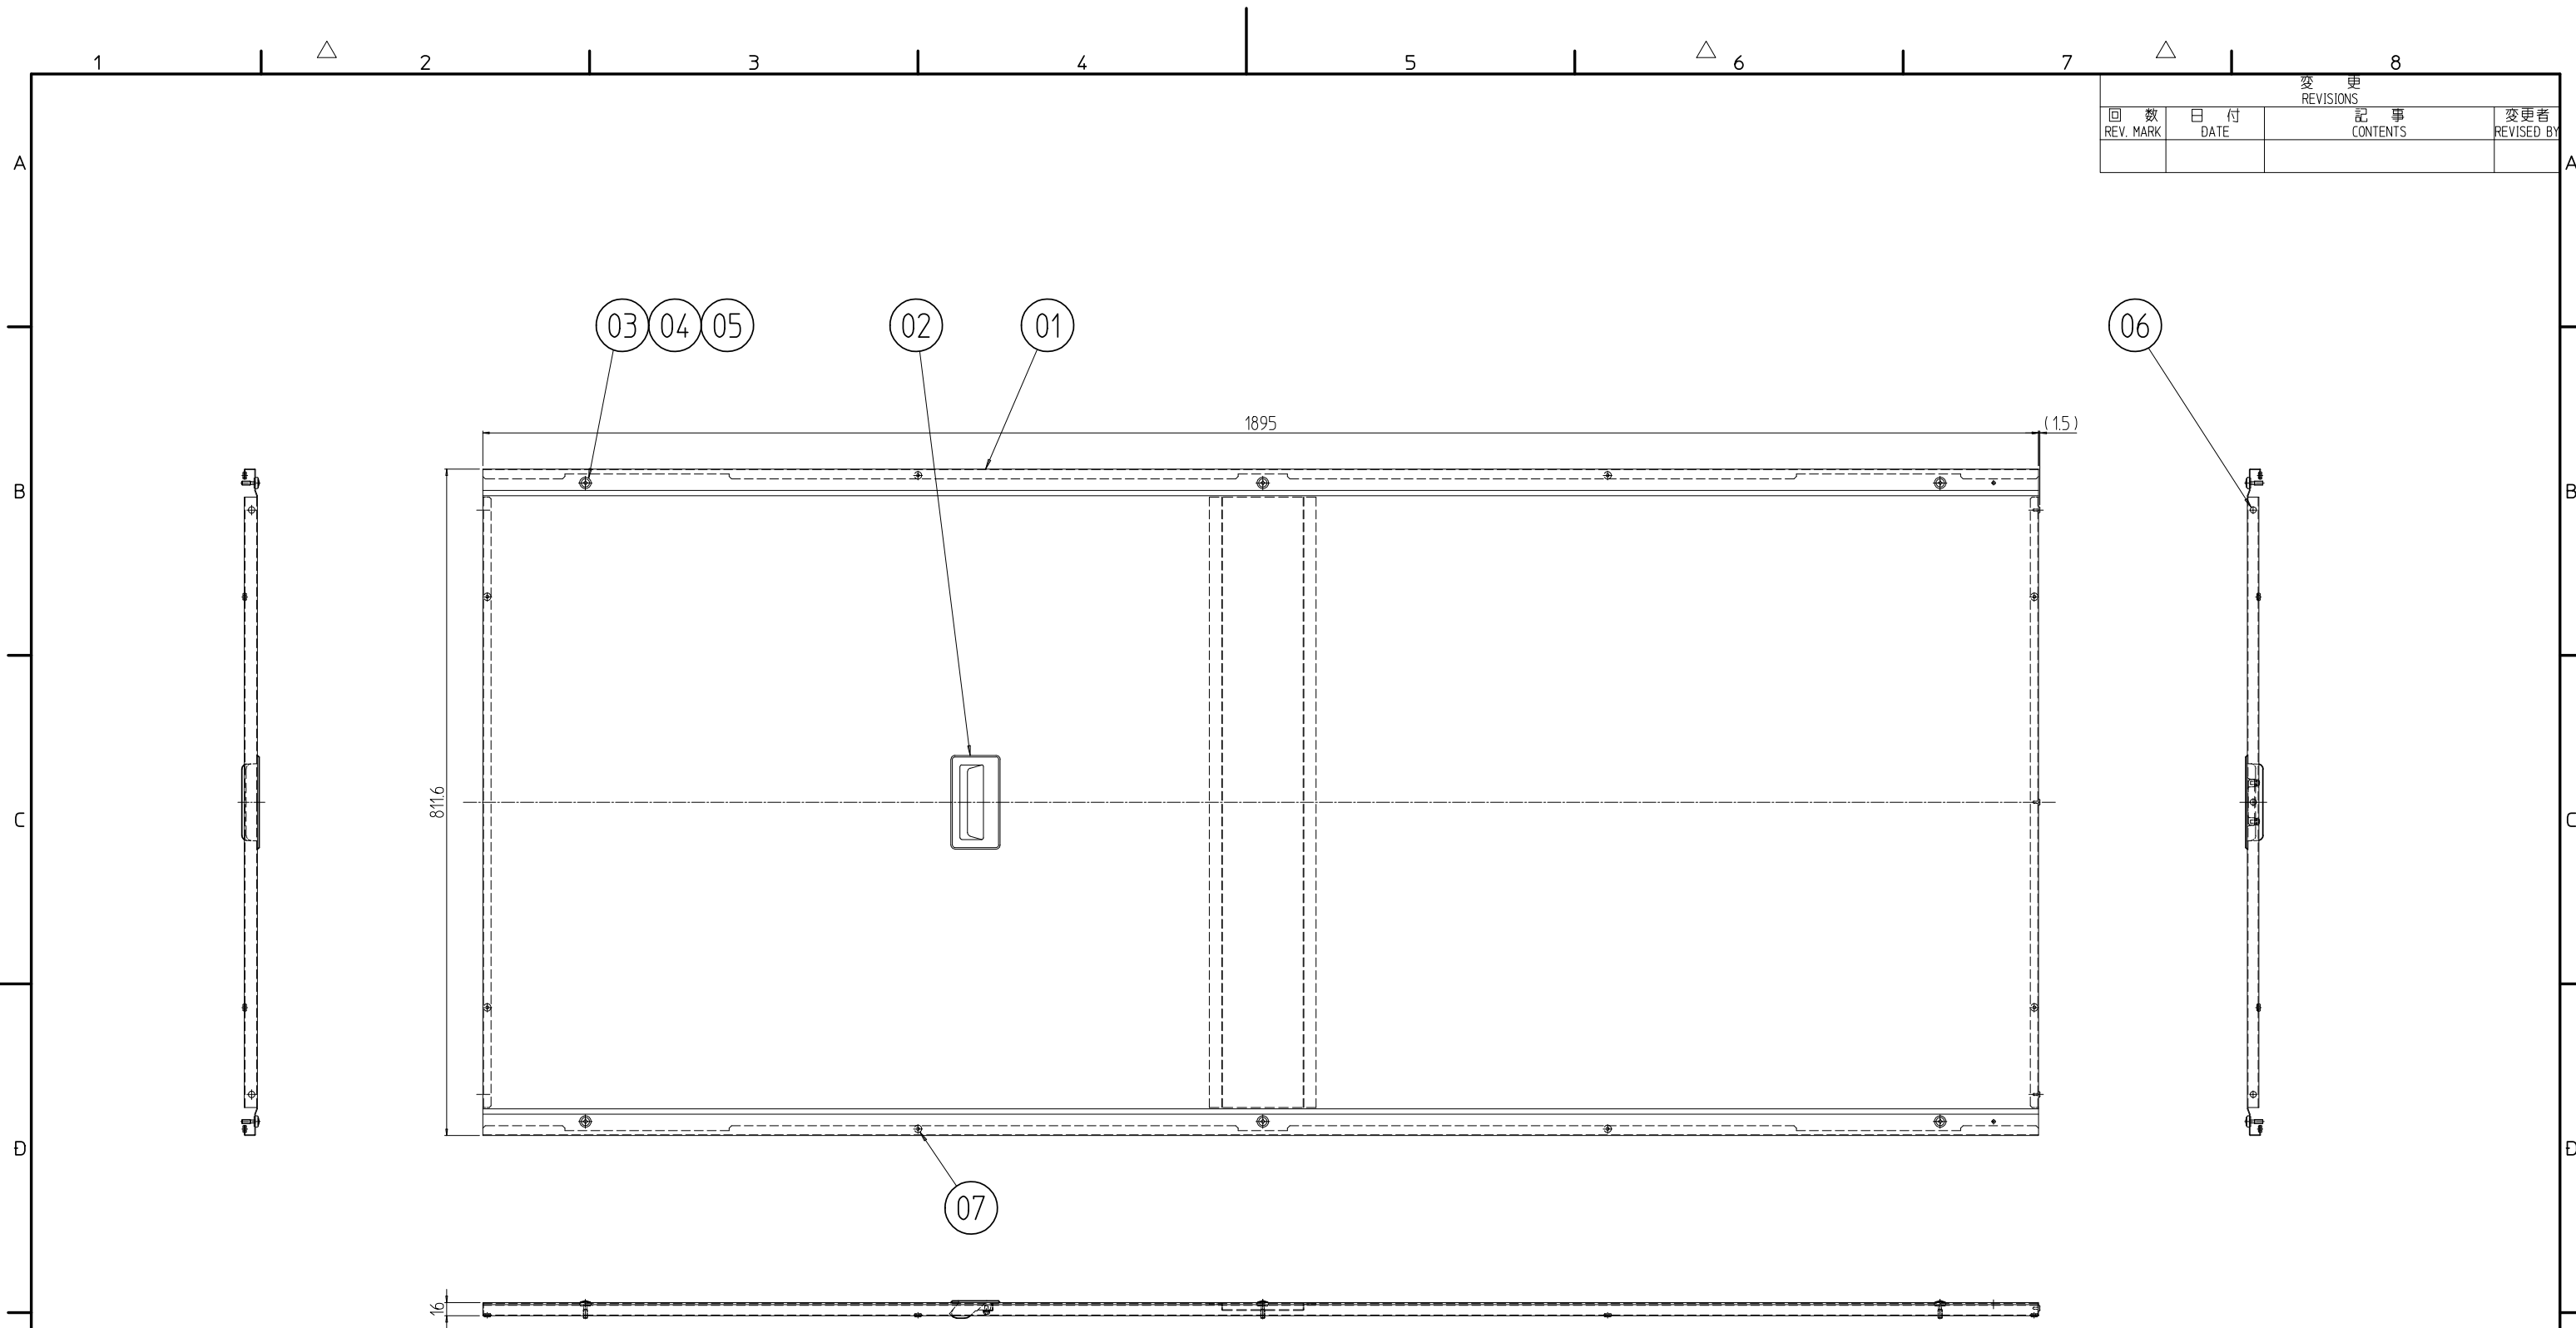 1 2 3 4 5 6 7 8
変 更
REVISIONS
回 数 日 付 記 事 変更者
REV. MARK DATE CONTENTS REVISED BY
A A
03 04 05 02 01 06
1895 (1.5)
B B
811.6
C C
D D
07
16